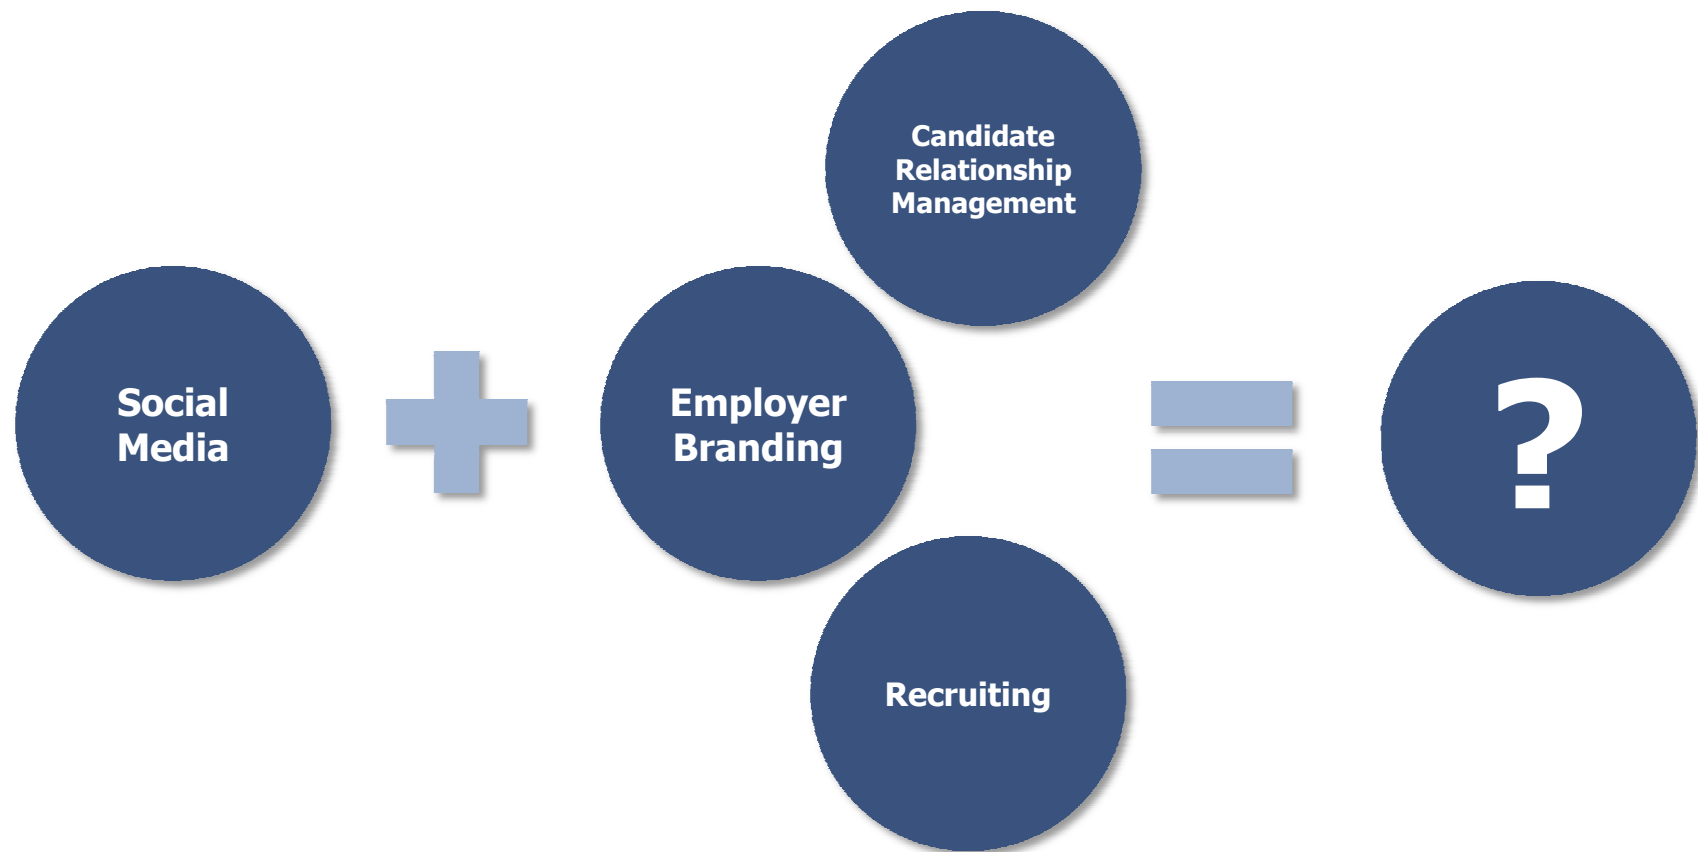 Candidate
Relationship
Management
Social
Media
Employer
Branding
?
Recruiting